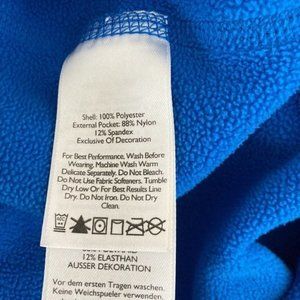 Shell: 100% Polyester
External Pocket: 88% Nylon
12% Spandex
Exclusive Of Decoration
For Best Performance, Wash Before
Wearing. Machine Wash Warm
Delicate Separately. Do Not Bleach.
Do Not Use Fabric Softeners. Tumble
Dry Low Or For Best Results Line
Dry. Do Not Iron. Do Not Dry
Clean.
12% ELASTHAN
AUSSER DEKORATION
Vor dem ersten Tragen waschen.
Keine Weichspueler verwenden.